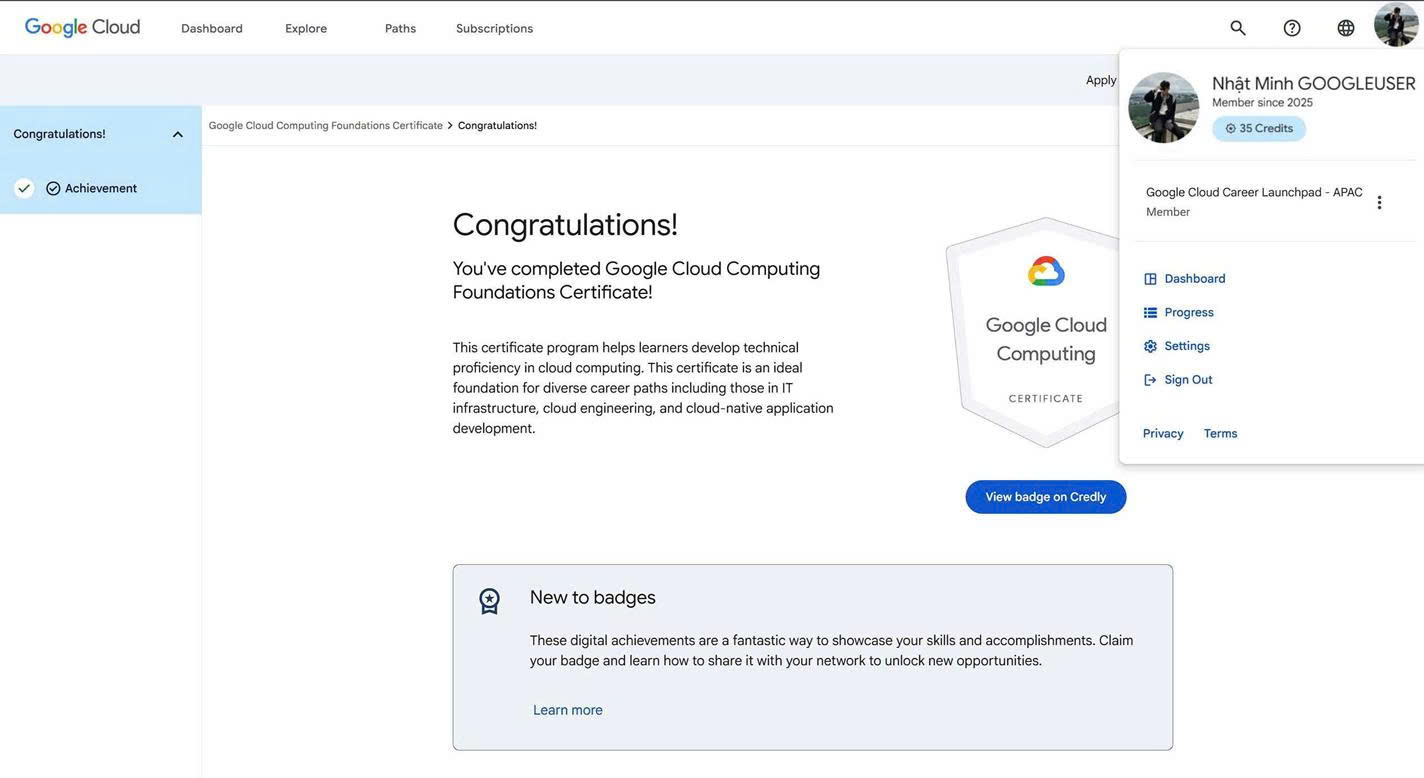 Google Cloud
Dashboard
Explore
Paths
Subscriptions
Apply
Nhật Minh GOOGLEUSER
Member since 2025
35 Credits
Google Cloud Career Launchpad - APAC
Member
Dashboard
Progress
Settings
Sign Out
Privacy
Terms
Congratulations!
Achievement
Google Cloud Computing Foundations Certificate
Congratulations!
Congratulations!
You've completed Google Cloud Computing
Foundations Certificate!
This certificate program helps learners develop technical
proficiency in cloud computing. This certificate is an ideal
foundation for diverse career paths including those in IT
infrastructure, cloud engineering, and cloud-native application
development.
Google Cloud
Computing
CERTIFICATE
View badge on Credly
New to badges
These digital achievements are a fantastic way to showcase your skills and accomplishments. Claim
your badge and learn how to share it with your network to unlock new opportunities.
Learn more